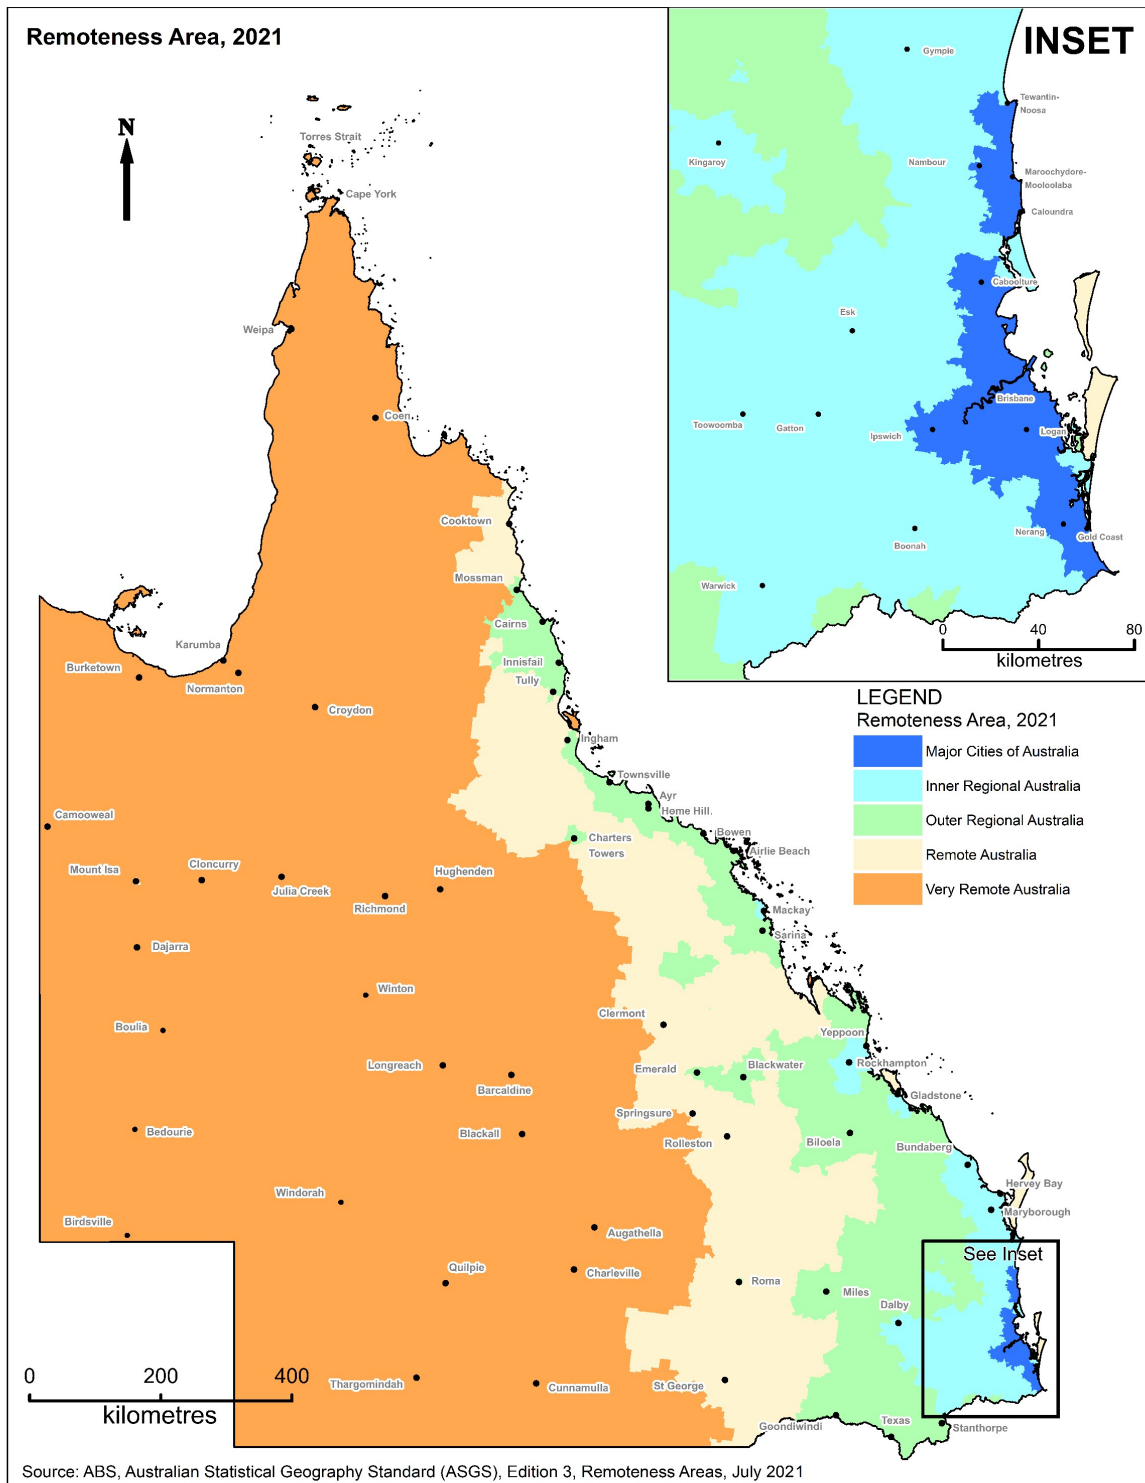 Remoteness Area, 2021
INSET
N
Torres Strait
Cape York
Weipa
Coen
Cooktown
Mossman
Cairns
Innisfail
Tully
Karumba
Burketown
Normanton
Croydon
Ingham
Townsville
Ayr
Home Hill
Bowen
Airlie Beach
Charters
Towers
Camooweal
Mount Isa
Cloncurry
Julia Creek
Richmond
Hughenden
Mackay
Sarina
Dajarra
Winton
Clermont
Boulia
Yeppoon
Longreach
Barcaldine
Emerald
Blackwater
Rockhampton
Gladstone
Springsure
Bedourie
Blackall
Rolleston
Biloela
Bundaberg
Windorah
Hervey Bay
Maryborough
Birdsville
Augathella
See Inset
Quilpie
Charleville
Roma
Miles
Dalby
Thargomindah
Cunnamulla
St George
Goondiwindi
Texas
Stanthorpe
0 200 400
kilometres
Gympie
Tewantin-
Noosa
Kingaroy
Nambour
Maroochydore-
Mooloolaba
Caloundra
Caboolture
Esk
Brisbane
Toowoomba
Gatton
Ipswich
Logan
Boonah
Nerang
Gold Coast
Warwick
0 40 80
kilometres
LEGEND
Remoteness Area, 2021
Major Cities of Australia
Inner Regional Australia
Outer Regional Australia
Remote Australia
Very Remote Australia
Source: ABS, Australian Statistical Geography Standard (ASGS), Edition 3, Remoteness Areas, July 2021